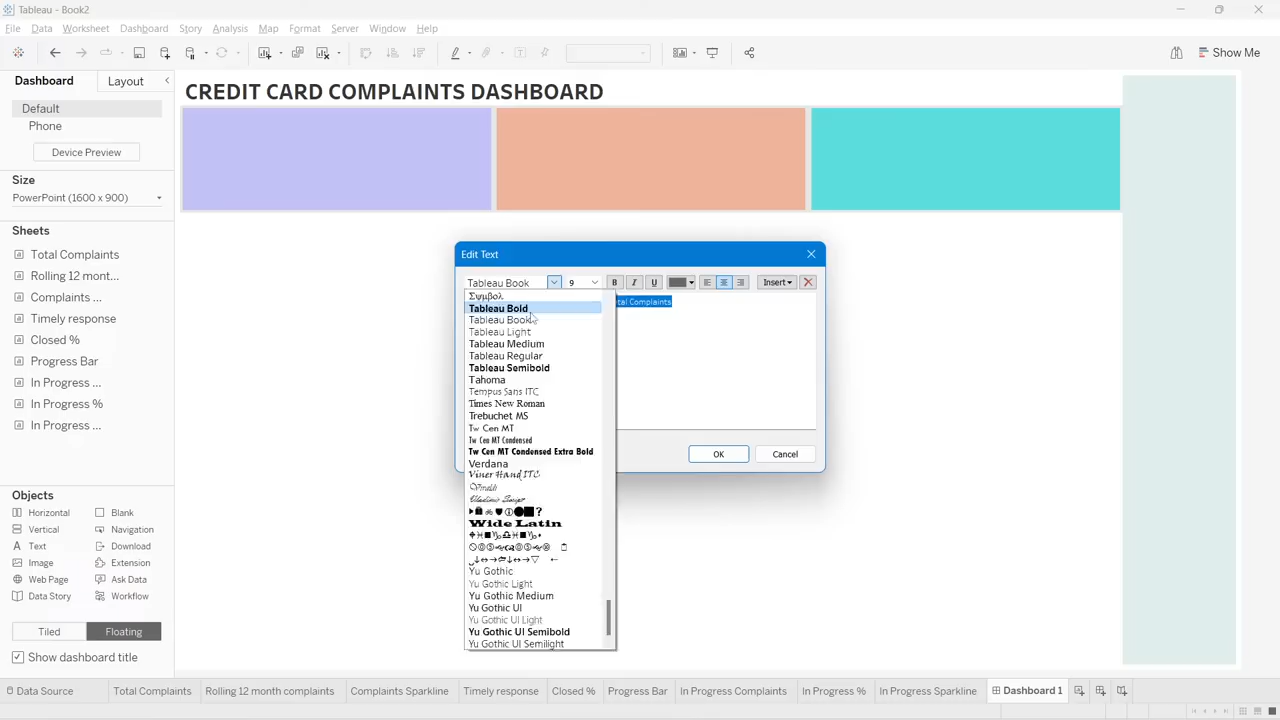 Tableau - Book2
File Data Worksheet Dashboard Story Analysis Map Format Server Window Help
Show Me
Dashboard Layout
Default
Phone
Device Preview
Size
PowerPoint (1600 x 900)
Sheets
Total Complaints
Rolling 12 mont...
Complaints ...
Timely response
Closed %
Progress Bar
In Progress ...
In Progress %
In Progress ...
Objects
Horizontal Blank
Vertical Navigation
Text Download
Image Extension
Web Page Ask Data
Data Story Workflow
Tiled Floating
Show dashboard title
CREDIT CARD COMPLAINTS DASHBOARD
Edit Text
Tableau Book 9 B I U Insert
tal Complaints
Σψμβολ
Tableau Bold
Tableau Book
Tableau Light
Tableau Medium
Tableau Regular
Tableau Semibold
Tahoma
Tempus Sans ITC
Times New Roman
Trebuchet MS
Tw Cen MT
Tw Cen MT Condensed
Tw Cen MT Condensed Extra Bold
Verdana
Viner Hand ITC
Vivaldi
Vladimir Script
Wide Latin
Yu Gothic
Yu Gothic Light
Yu Gothic Medium
Yu Gothic UI
Yu Gothic UI Light
Yu Gothic UI Semibold
Yu Gothic UI Semilight
OK Cancel
Data Source Total Complaints Rolling 12 month complaints Complaints Sparkline Timely response Closed % Progress Bar In Progress Complaints In Progress % In Progress Sparkline Dashboard 1